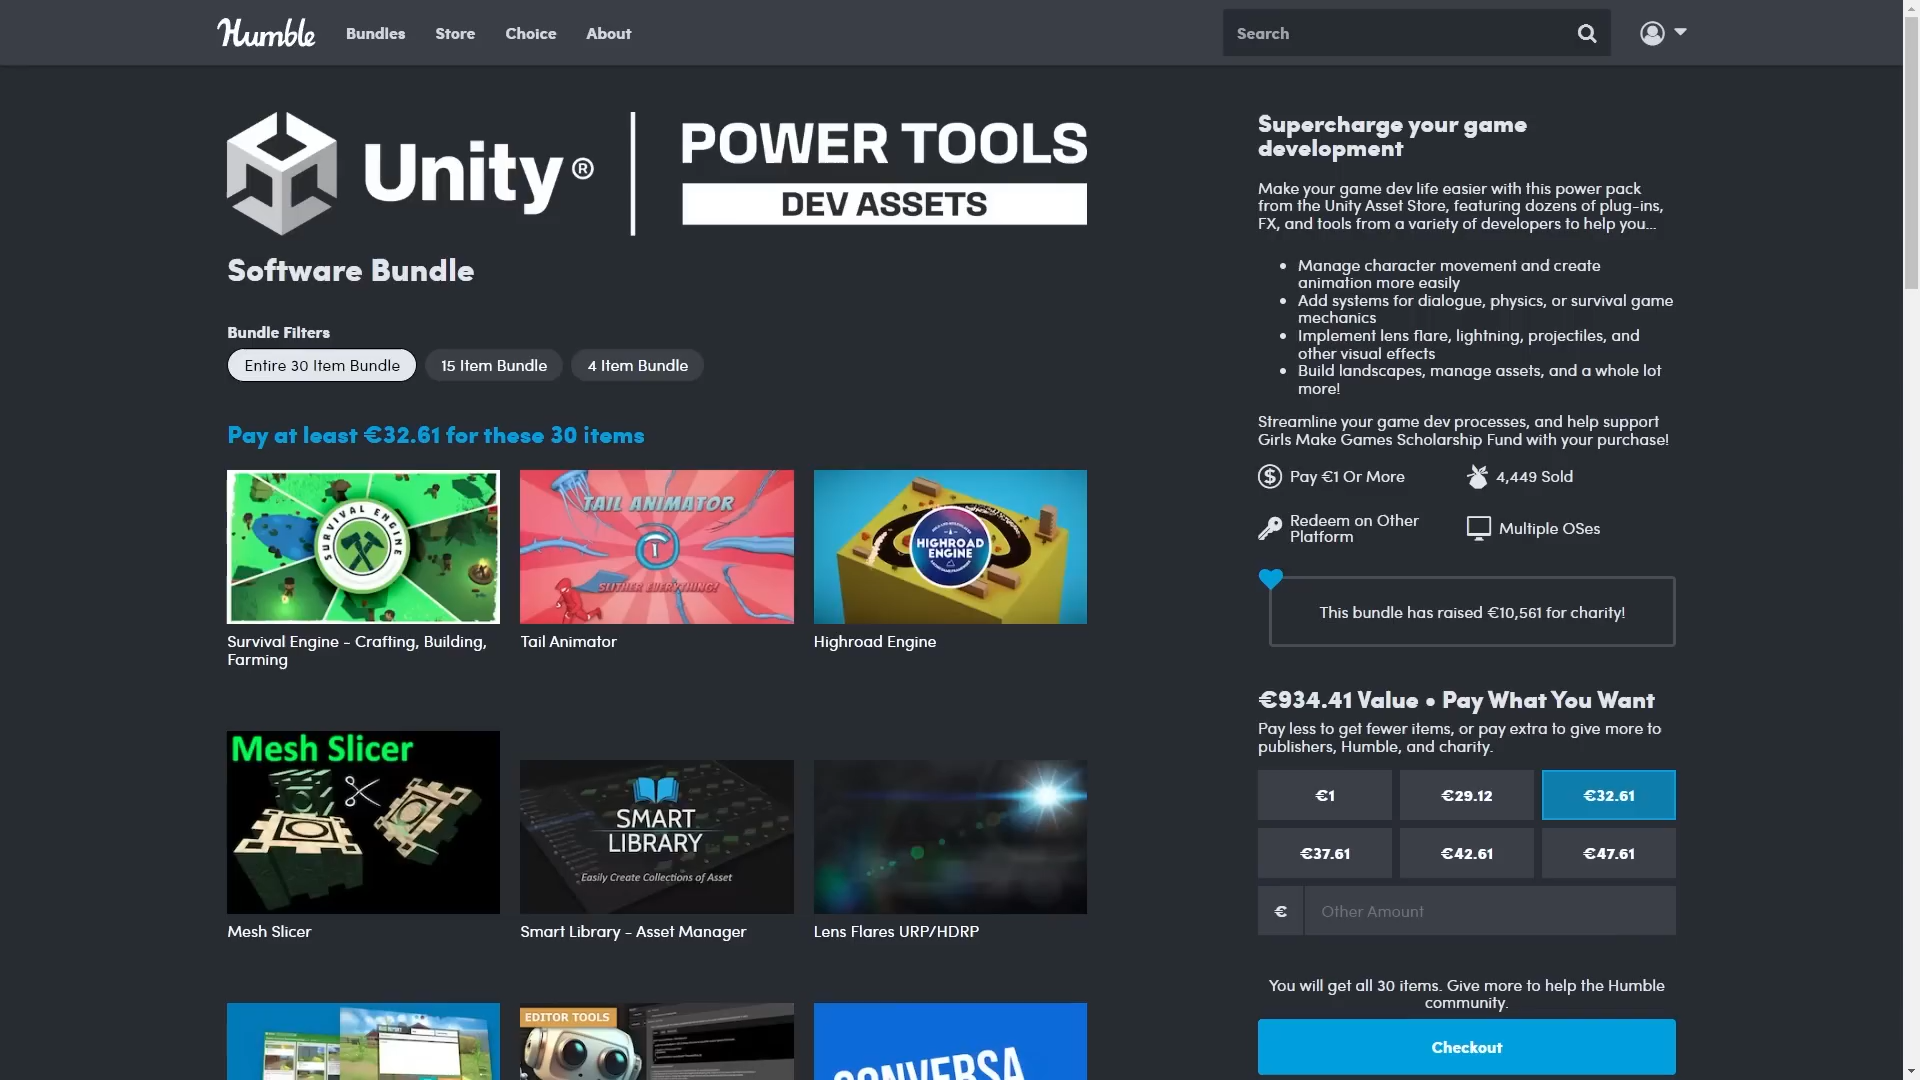 Humble
Bundles
Store
Choice
About
Search
Unity®
POWER TOOLS
DEV ASSETS
Software Bundle
Bundle Filters
Entire 30 Item Bundle
15 Item Bundle
4 Item Bundle
Pay at least €32.61 for these 30 items
SURVIVAL ENGINE
Survival Engine - Crafting, Building,
Farming
TAIL ANIMATOR
SLITHER EVERYTHING!
Tail Animator
HIGHROAD
ENGINE
Highroad Engine
Mesh Slicer
Mesh Slicer
SMART
LIBRARY
Easily Create Collections of Asset
Smart Library - Asset Manager
Lens Flares URP/HDRP
EDITOR TOOLS
CONVERSA
Supercharge your game
development
Make your game dev life easier with this power pack
from the Unity Asset Store, featuring dozens of plug-ins,
FX, and tools from a variety of developers to help you...
• Manage character movement and create
animation more easily
• Add systems for dialogue, physics, or survival game
mechanics
• Implement lens flare, lightning, projectiles, and
other visual effects
• Build landscapes, manage assets, and a whole lot
more!
Streamline your game dev processes, and help support
Girls Make Games Scholarship Fund with your purchase!
Pay €1 Or More
4,449 Sold
Redeem on Other
Platform
Multiple OSes
This bundle has raised €10,561 for charity!
€934.41 Value • Pay What You Want
Pay less to get fewer items, or pay extra to give more to
publishers, Humble, and charity.
€1
€29.12
€32.61
€37.61
€42.61
€47.61
€
Other Amount
You will get all 30 items. Give more to help the Humble
community.
Checkout